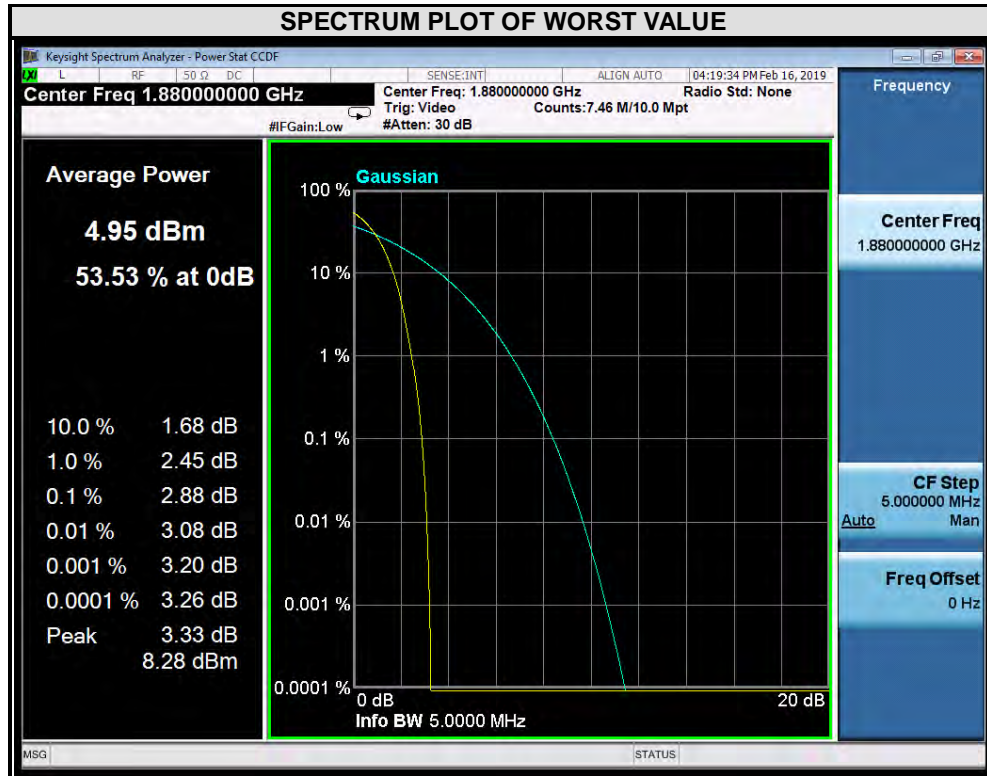 SPECTRUM PLOT OF WORST VALUE
Keysight Spectrum Analyzer - Power Stat CCDF
LXI L RF 50 Ω DC SENSE:INT ALIGN AUTO 04:19:34 PM Feb 16, 2019
Center Freq 1.880000000 GHz
Center Freq: 1.880000000 GHz Radio Std: None
Trig: Video Counts:7.46 M/10.0 Mpt
#IFGain:Low #Atten: 30 dB
Frequency
Average Power
4.95 dBm
53.53 % at 0dB
10.0 % 1.68 dB
1.0 % 2.45 dB
0.1 % 2.88 dB
0.01 % 3.08 dB
0.001 % 3.20 dB
0.0001 % 3.26 dB
Peak 3.33 dB
8.28 dBm
Gaussian
100 %
10 %
1 %
0.1 %
0.01 %
0.001 %
0.0001 %
0 dB 20 dB
Info BW 5.0000 MHz
Center Freq
1.880000000 GHz
CF Step
5.000000 MHz
Auto Man
Freq Offset
0 Hz
MSG STATUS